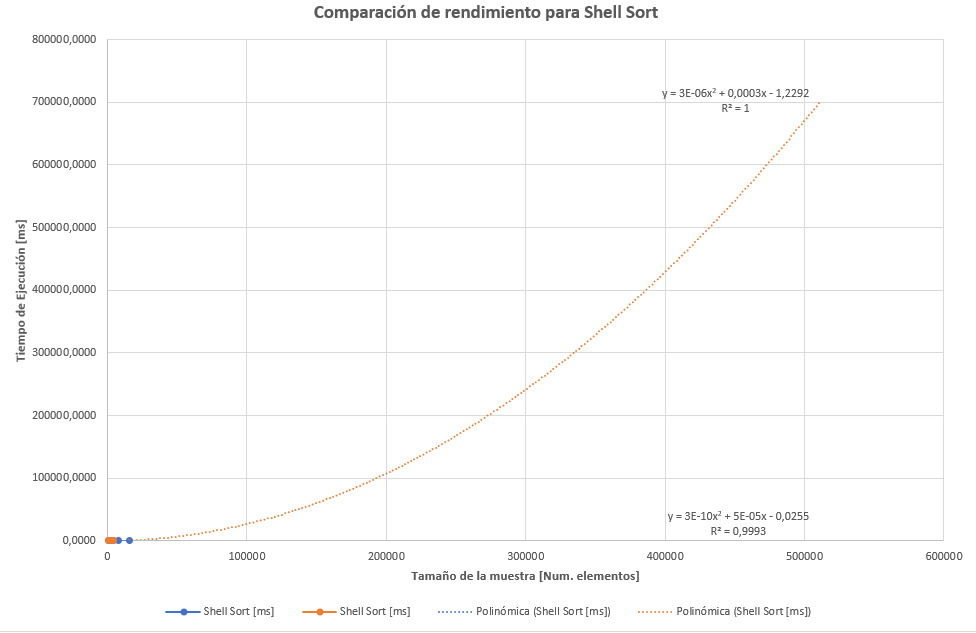 Comparación de rendimiento para Shell Sort
800000,0000
700000,0000
600000,0000
500000,0000
400000,0000
300000,0000
200000,0000
100000,0000
0,0000
Tiempo de Ejecución [ms]
y = 3E-06x² + 0,0003x - 1,2292
R² = 1
y = 3E-10x² + 5E-05x - 0,0255
R² = 0,9993
0 100000 200000 300000 400000 500000 600000
Tamaño de la muestra [Num. elementos]
Shell Sort [ms] Shell Sort [ms] Polinómica (Shell Sort [ms]) Polinómica (Shell Sort [ms])